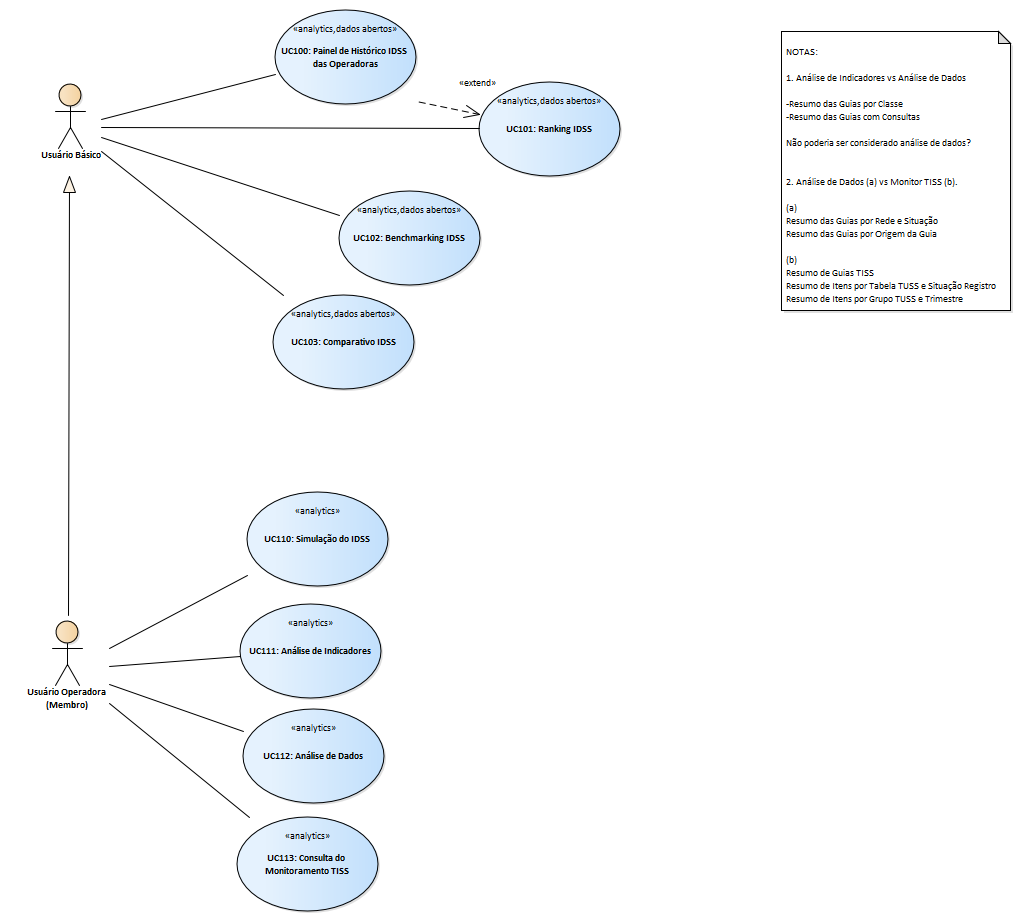 «analytics,dados abertos»
UC100: Painel de Histórico IDSS
das Operadoras
«extend»
«analytics,dados abertos»
UC101: Ranking IDSS
Usuário Básico
«analytics,dados abertos»
UC102: Benchmarking IDSS
«analytics,dados abertos»
UC103: Comparativo IDSS
«analytics»
UC110: Simulação do IDSS
«analytics»
UC111: Análise de Indicadores
Usuário Operadora
(Membro)
«analytics»
UC112: Análise de Dados
«analytics»
UC113: Consulta do
Monitoramento TISS
NOTAS:
1. Análise de Indicadores vs Análise de Dados
-Resumo das Guias por Classe
-Resumo das Guias com Consultas
Não poderia ser considerado análise de dados?
2. Análise de Dados (a) vs Monitor TISS (b).
(a)
Resumo das Guias por Rede e Situação
Resumo das Guias por Origem da Guia
(b)
Resumo de Guias TISS
Resumo de Itens por Tabela TUSS e Situação Registro
Resumo de Itens por Grupo TUSS e Trimestre